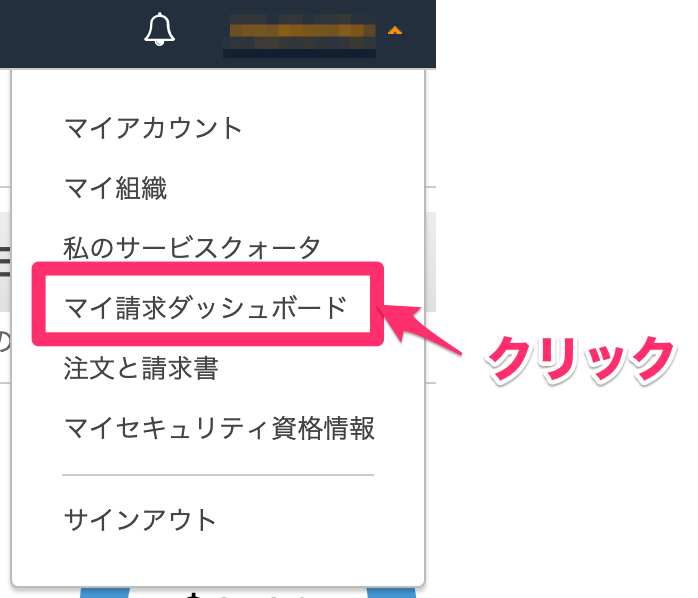 マイアカウント
マイ組織
私のサービスクォータ
マイ請求ダッシュボード
クリック
注文と請求書
マイセキュリティ資格情報
サインアウト